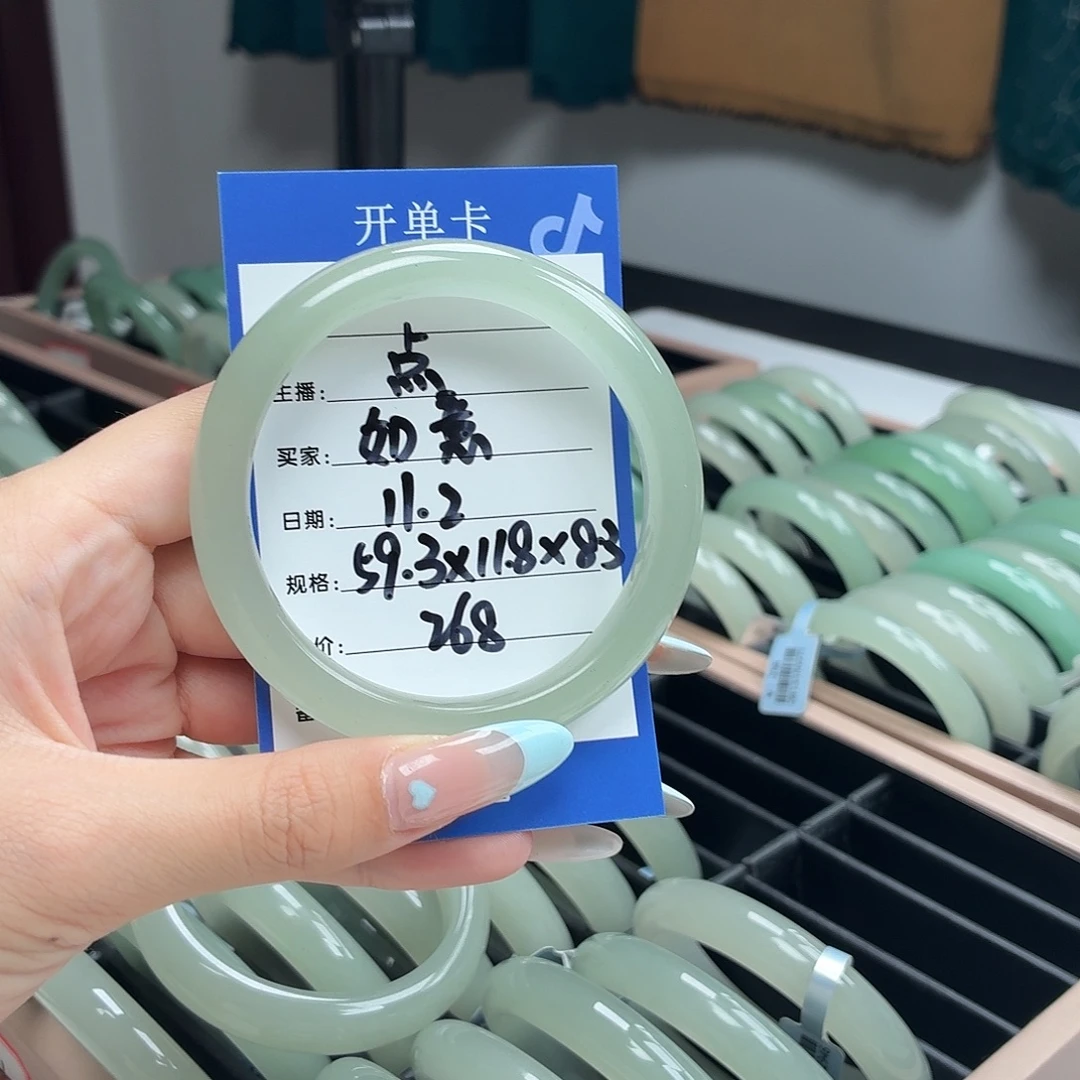 开单卡
主播: 点
买家: 如意
日期: 11.2
规格: 59.3x11.8x8.3
价: 268